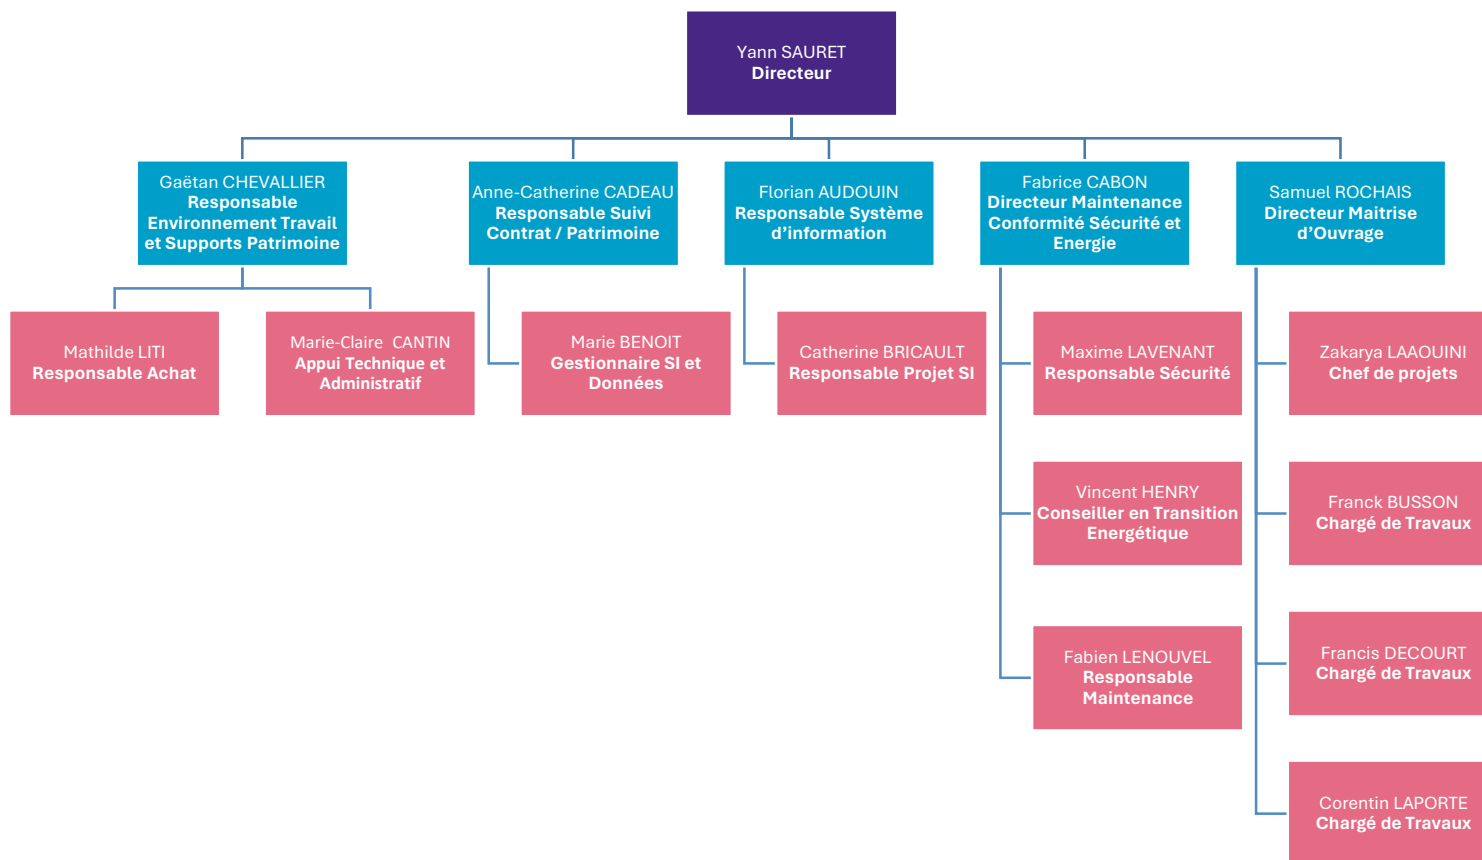 Yann SAURET
Directeur
Gaëtan CHEVALLIER
Responsable
Environnement Travail
et Supports Patrimoine
Anne-Catherine CADEAU
Responsable Suivi
Contrat / Patrimoine
Florian AUDOUIN
Responsable Système
d’information
Fabrice CABON
Directeur Maintenance
Conformité Sécurité et
Energie
Samuel ROCHAIS
Directeur Maitrise
d’Ouvrage
Mathilde LITI
Responsable Achat
Marie-Claire  CANTIN
Appui Technique et
Administratif
Marie BENOIT
Gestionnaire SI et
Données
Catherine BRICAULT
Responsable Projet SI
Maxime LAVENANT
Responsable Sécurité
Zakarya LAAOUINI
Chef de projets
Vincent HENRY
Conseiller en Transition
Energétique
Franck BUSSON
Chargé de Travaux
Fabien LENOUVEL
Responsable
Maintenance
Francis DECOURT
Chargé de Travaux
Corentin LAPORTE
Chargé de Travaux